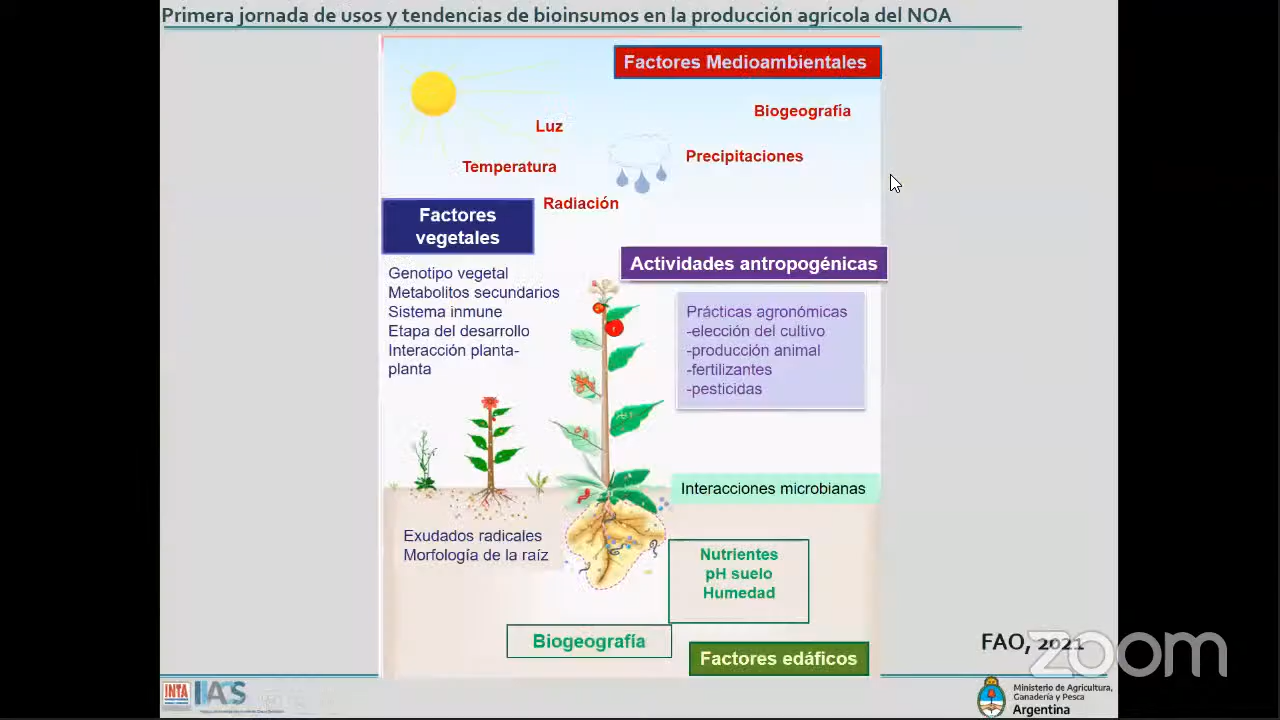 Primera jornada de usos y tendencias de bioinsumos en la producción agrícola del NOA
Factores Medioambientales
Biogeografía
Luz
Precipitaciones
Temperatura
Radiación
Factores
vegetales
Actividades antropogénicas
Genotipo vegetal
Metabolitos secundarios
Sistema inmune
Etapa del desarrollo
Interacción planta-
planta
Prácticas agronómicas
-elección del cultivo
-producción animal
-fertilizantes
-pesticidas
Interacciones microbianas
Exudados radicales
Morfología de la raíz
Nutrientes
pH suelo
Humedad
Biogeografía
Factores edáficos
FAO, 2021
zoom
INTA
Ministerio de Agricultura,
Ganadería y Pesca
Argentina